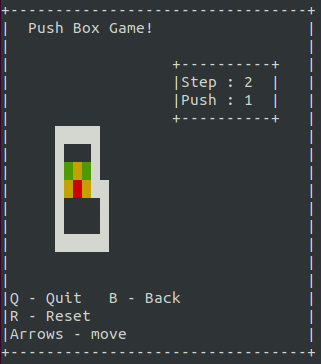 Push Box Game!
Step : 2
Push : 1
Q - Quit   B - Back
R - Reset
Arrows - move